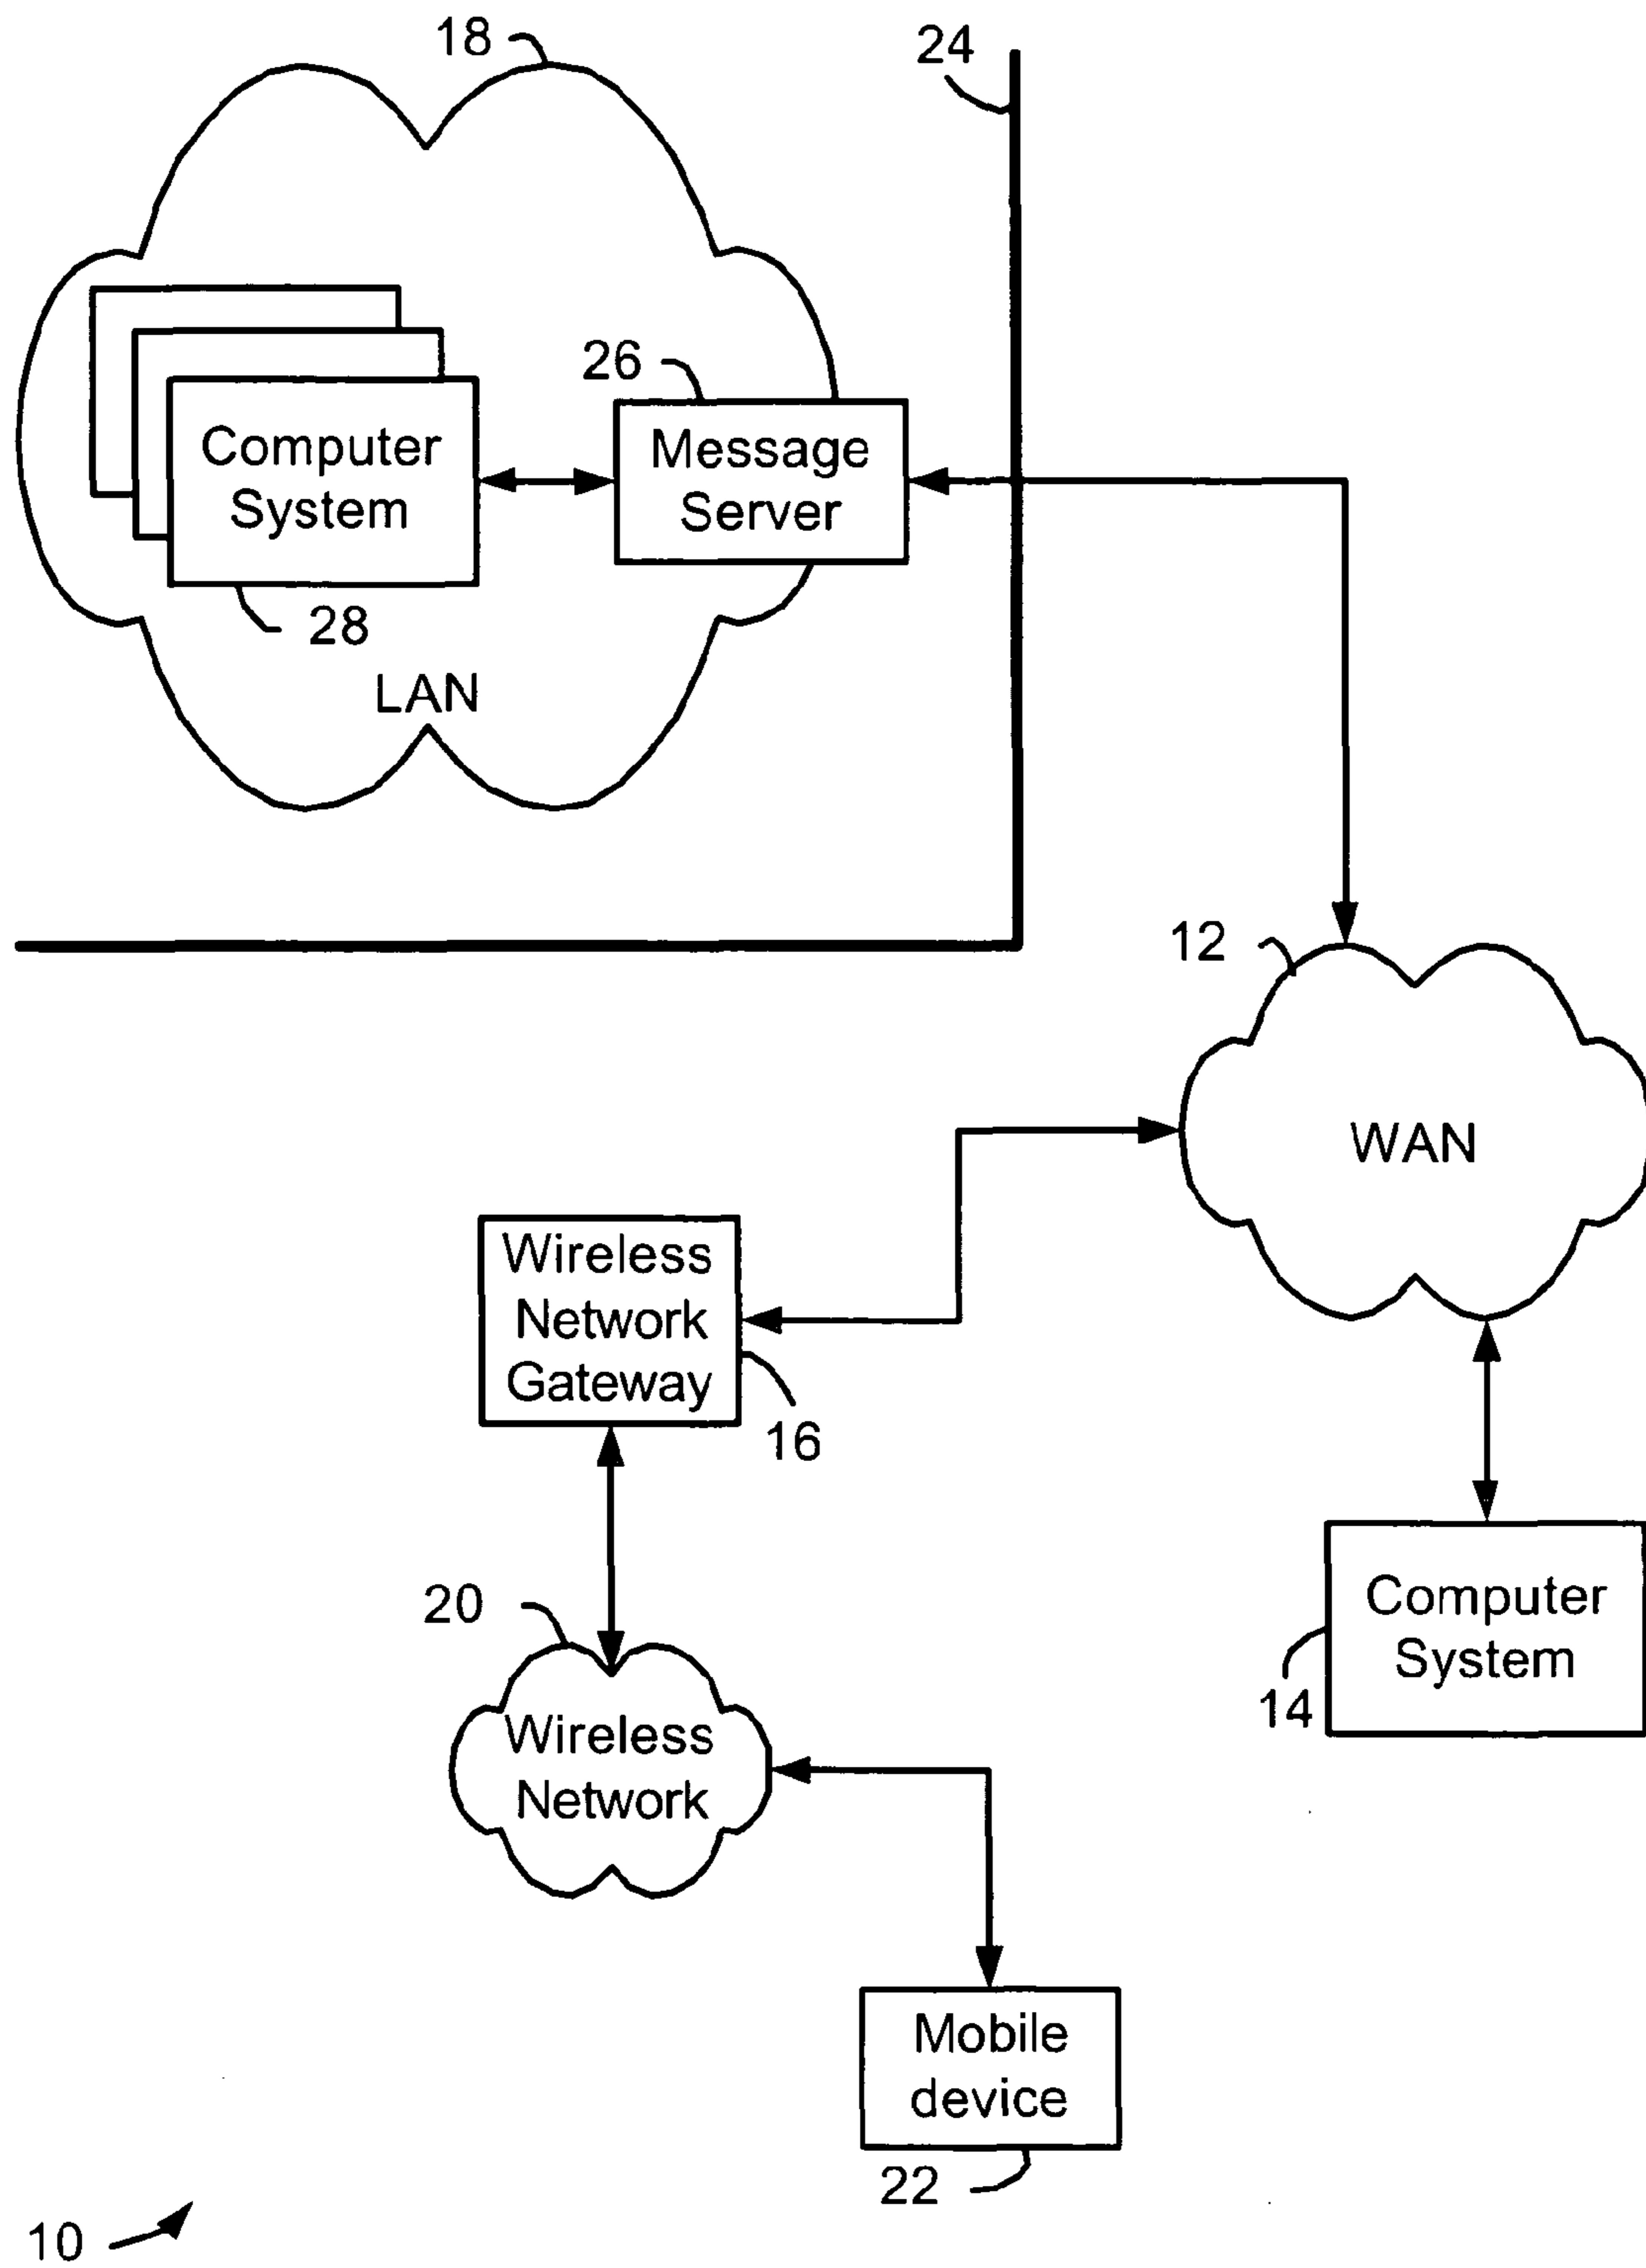 18
24
26
Computer
System
Message
Server
28
LAN
12
WAN
Wireless
Network
Gateway
16
20
Wireless
Network
Computer
System
14
Mobile
device
22
10